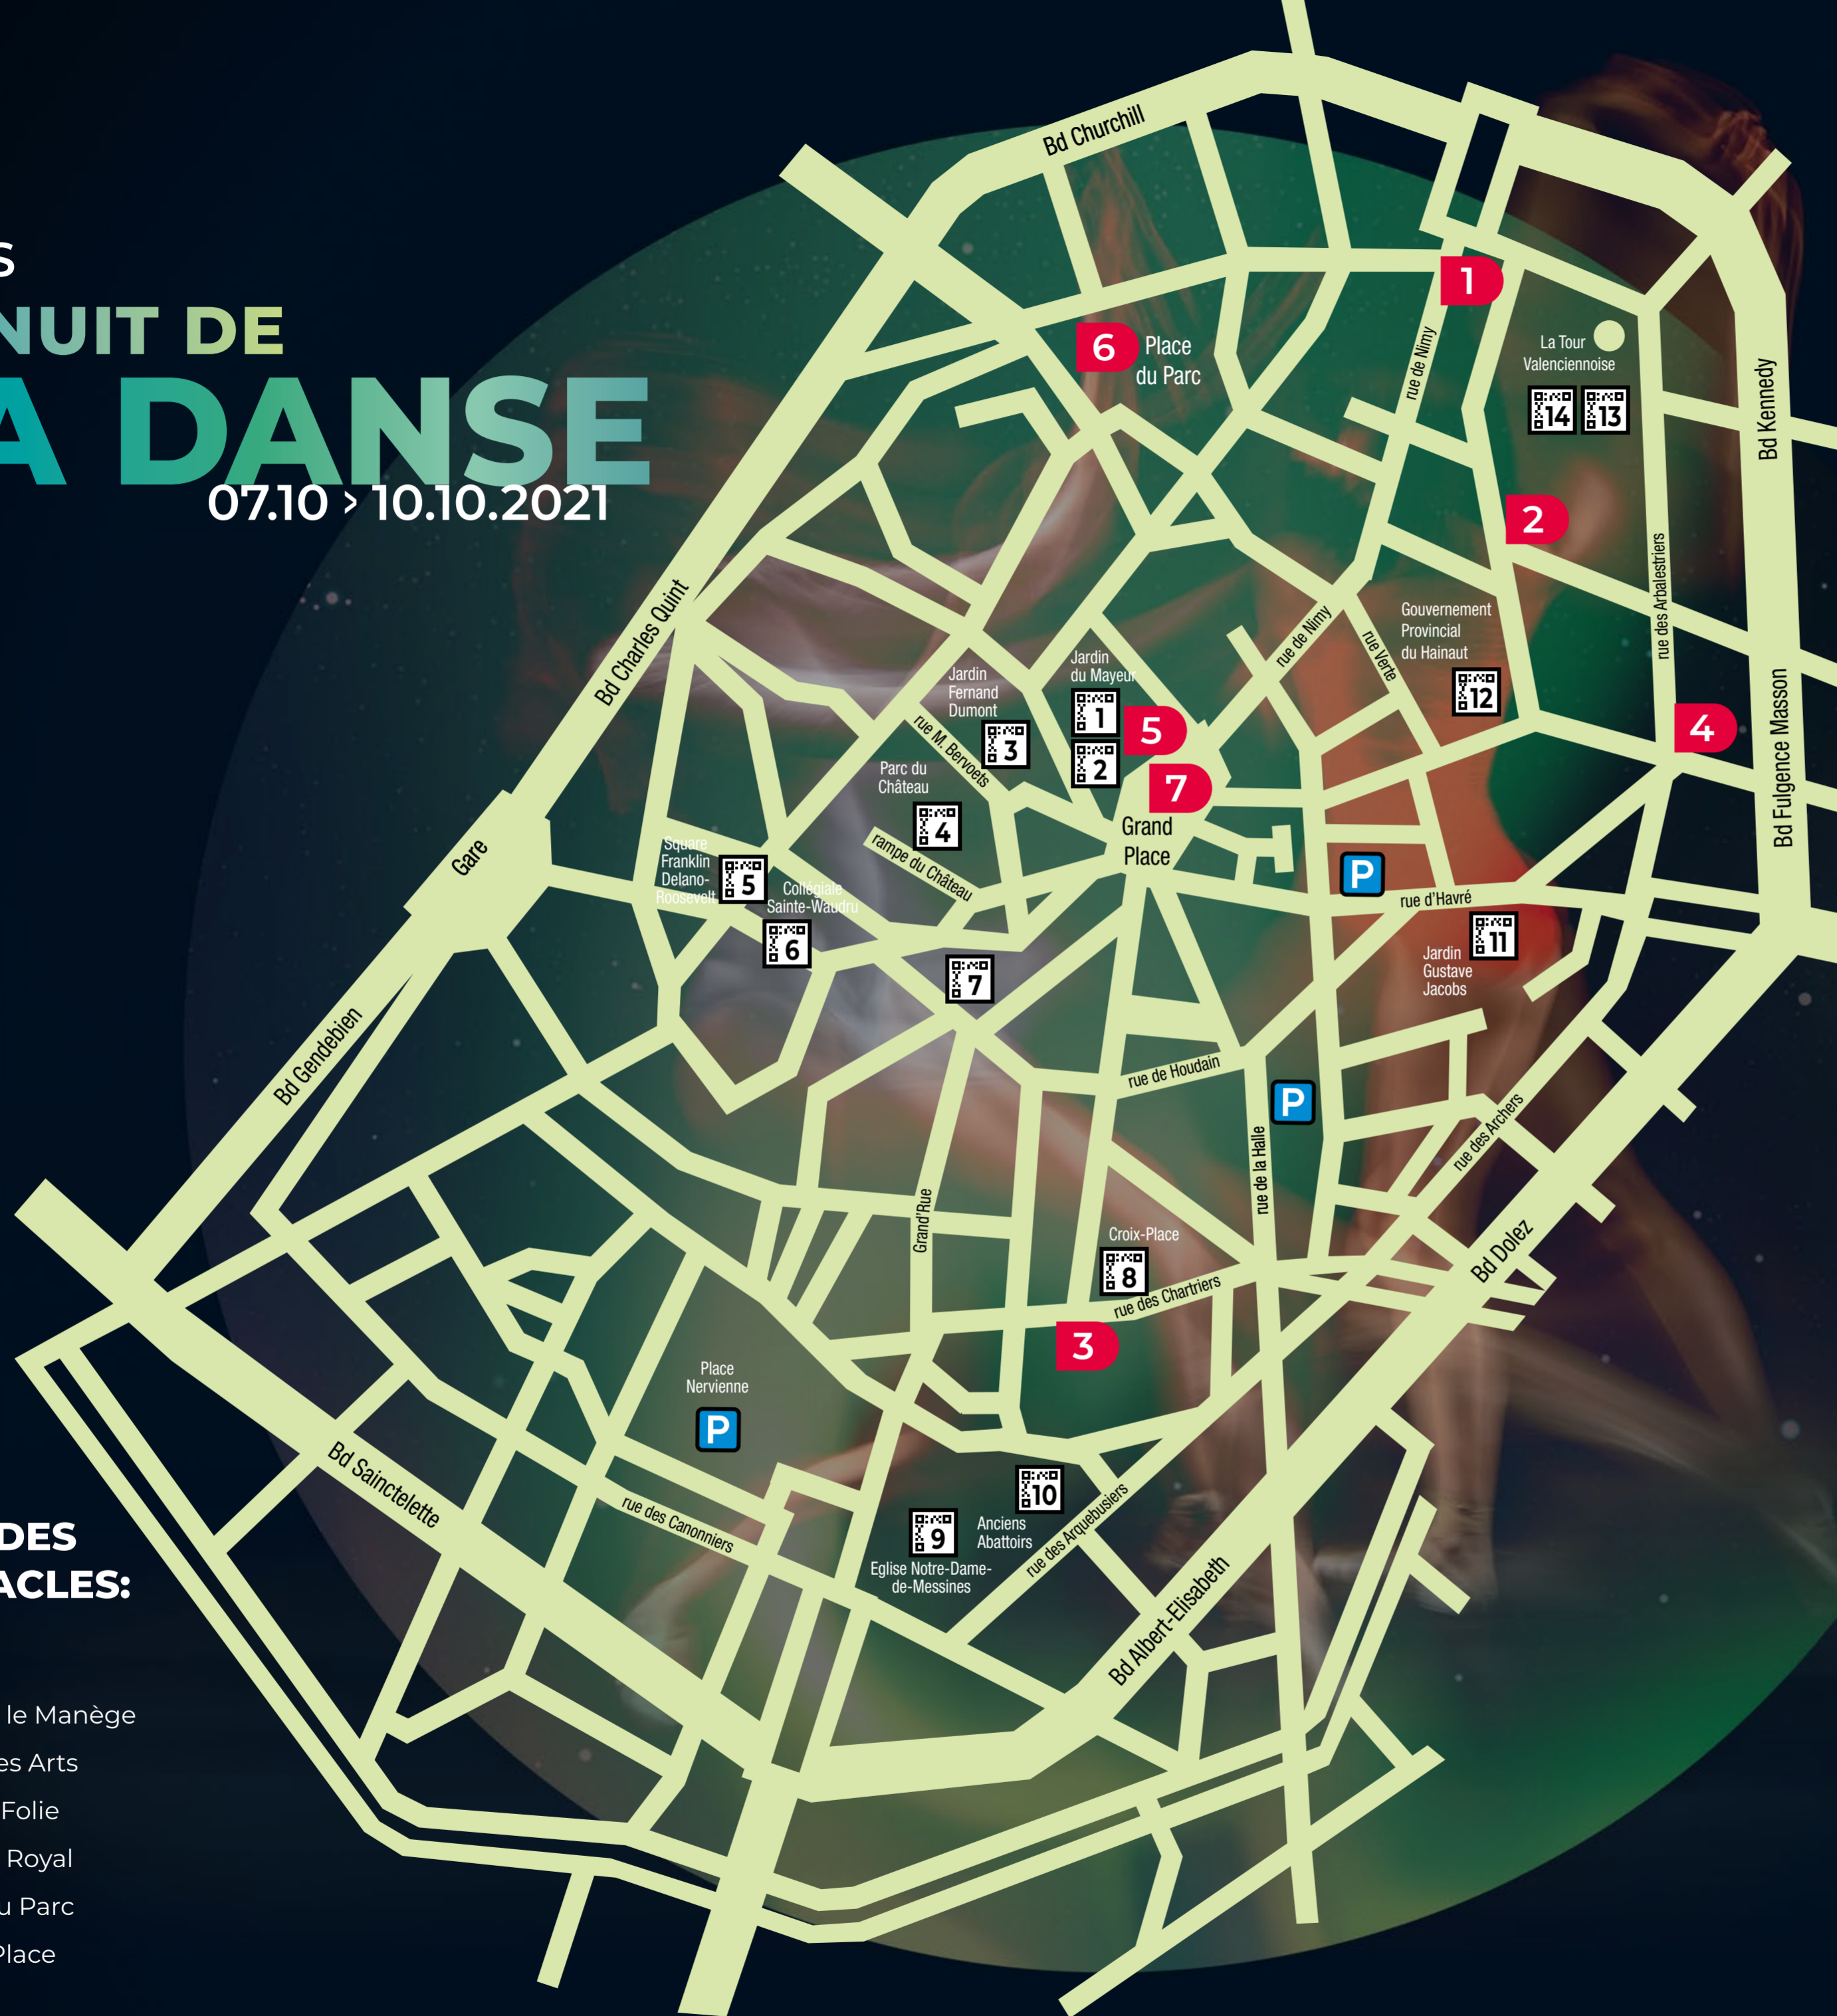 S
NUIT DE
A DANSE
07.10 > 10.10.2021
DES
ACLES:
le Manège
es Arts
Folie
Royal
u Parc
Place
Bd Churchill
1
6
Place
du Parc
rue de Nimy
La Tour
Valenciennoise
14
13
Bd Kennedy
2
rue des Arbalestriers
Bd Charles Quint
Gouvernement
Provincial
du Hainaut
12
rue de Nimy
rue Verte
Jardin
du Mayeur
1
2
5
7
Jardin
Fernand
Dumont
3
rue M. Bervoets
4
Bd Fulgence Masson
Parc du
Château
4
rampe du Château
Grand
Place
Gare
Square
Franklin
Delano-
Roosevelt
5
Collégiale
Sainte-Waudru
6
7
P
rue d'Havré
11
Jardin
Gustave
Jacobs
Bd Gendebien
rue de Houdain
P
rue de la Halle
rue des Archers
Grand'Rue
Croix-Place
8
rue des Chartriers
3
Bd Dolez
Place
Nervienne
P
Bd Sainctelette
rue des Canonniers
10
Anciens
Abattoirs
9
Eglise Notre-Dame-
de-Messines
rue des Arquebusiers
Bd Albert-Elisabeth